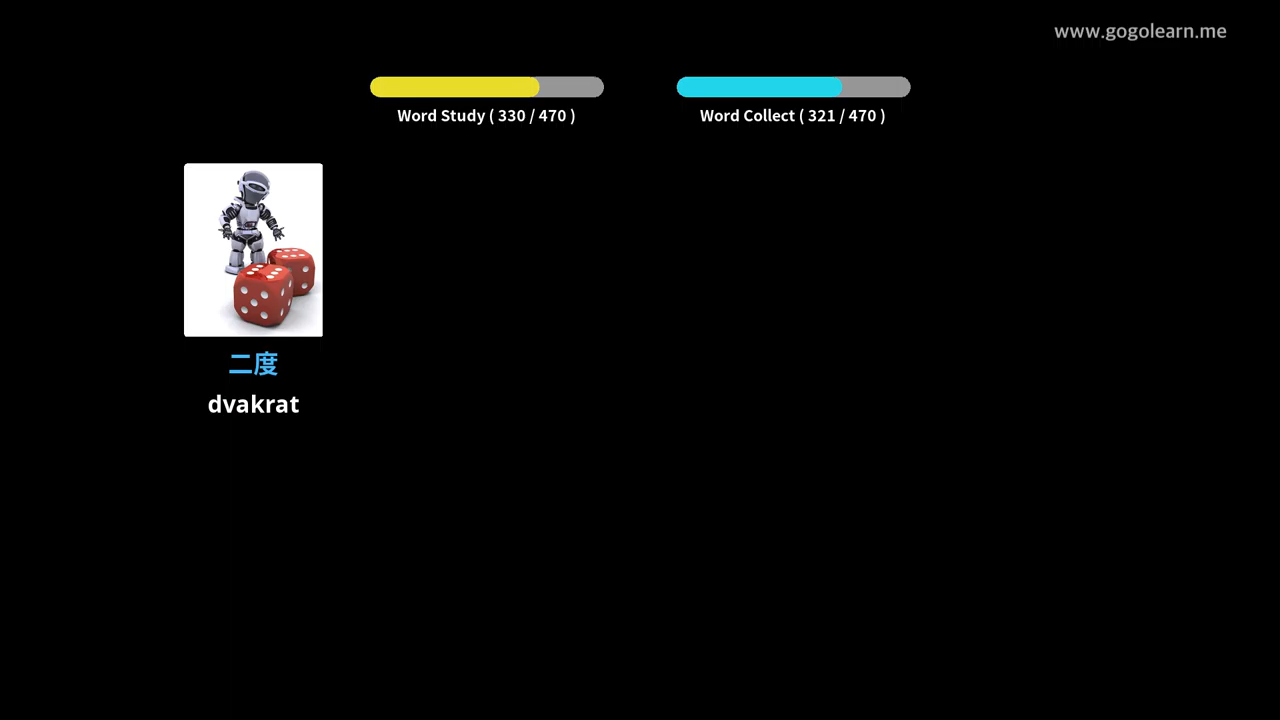 www.gogolearn.me
Word Study ( 330 / 470 )
Word Collect ( 321 / 470 )
二度
dvakrat